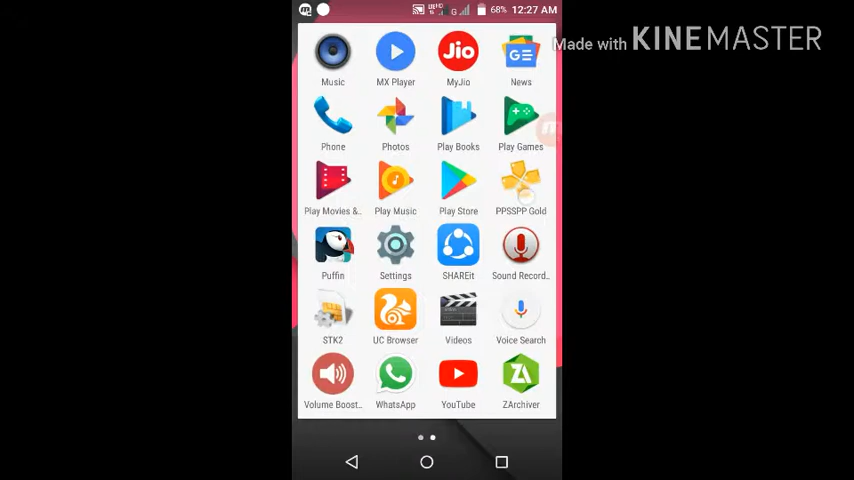 68% 12:27 AM
Made with KINEMASTER
Jio
GE
Music MX Player MyJio News
Phone Photos Play Books Play Games
Play Movies &.. Play Music Play Store PPSSPP Gold
Puffin Settings SHAREit Sound Record..
STK2 UC Browser Videos Voice Search
Volume Boost.. WhatsApp YouTube ZArchiver